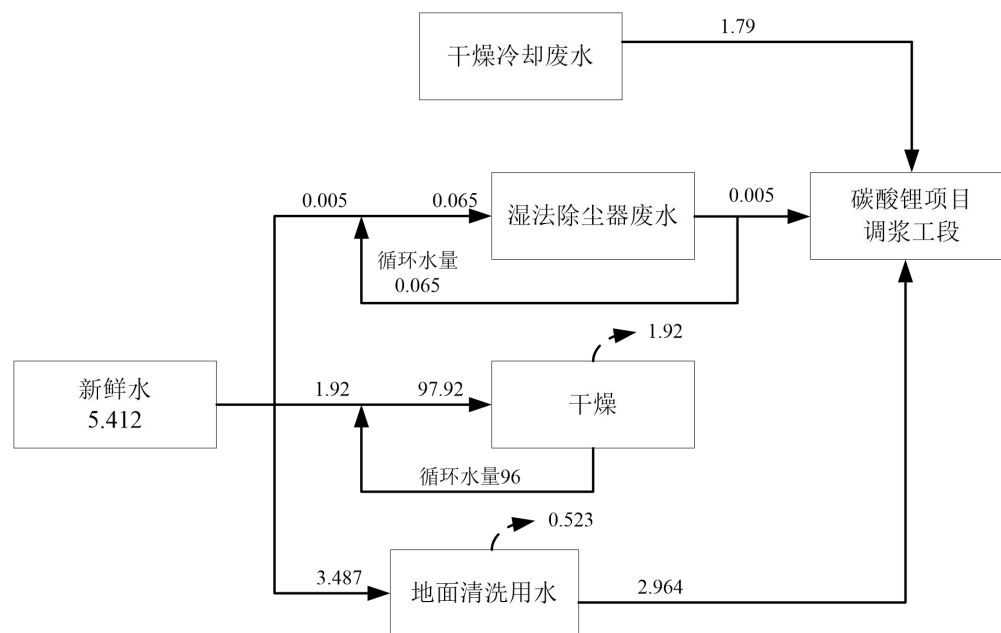 干燥冷却废水
1.79
0.005
0.065
湿法除尘器废水
0.005
碳酸锂项目
调浆工段
循环水量
0.065
1.92
新鲜水
5.412
1.92
97.92
干燥
循环水量96
0.523
3.487
地面清洗用水
2.964